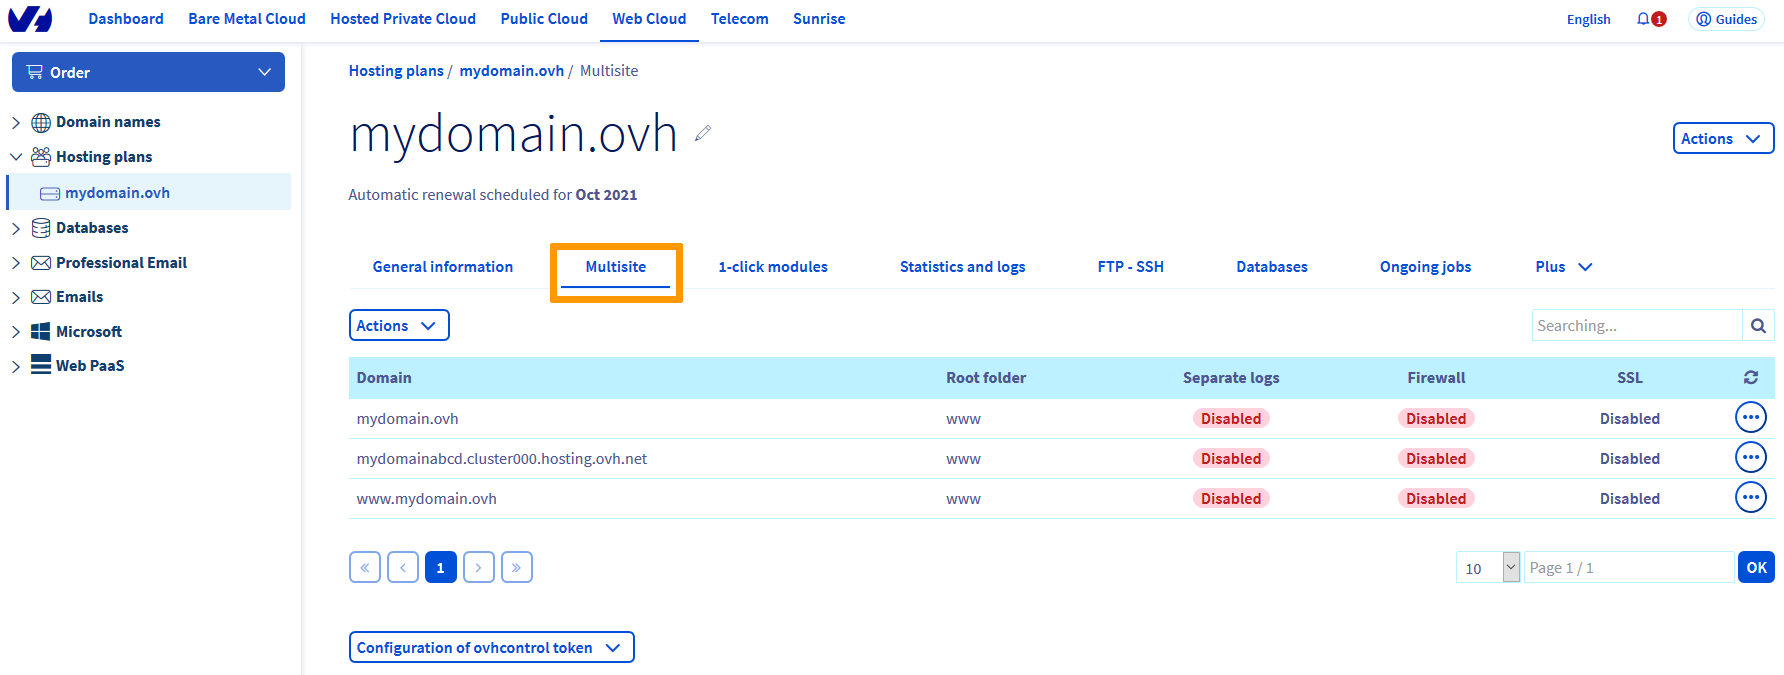 Dashboard Bare Metal Cloud Hosted Private Cloud Public Cloud Web Cloud Telecom Sunrise English 1 Guides
Order
Domain names
Hosting plans
mydomain.ovh
Databases
Professional Email
Emails
Microsoft
Web PaaS
Hosting plans / mydomain.ovh / Multisite
mydomain.ovh
Actions
Automatic renewal scheduled for Oct 2021
General information Multisite 1-click modules Statistics and logs FTP - SSH Databases Ongoing jobs Plus
Actions Searching...
Domain Root folder Separate logs Firewall SSL
mydomain.ovh www Disabled Disabled Disabled
mydomainabcd.cluster000.hosting.ovh.net www Disabled Disabled Disabled
www.mydomain.ovh www Disabled Disabled Disabled
« ‹ 1 › » 10 Page 1 / 1 OK
Configuration of ovhcontrol token